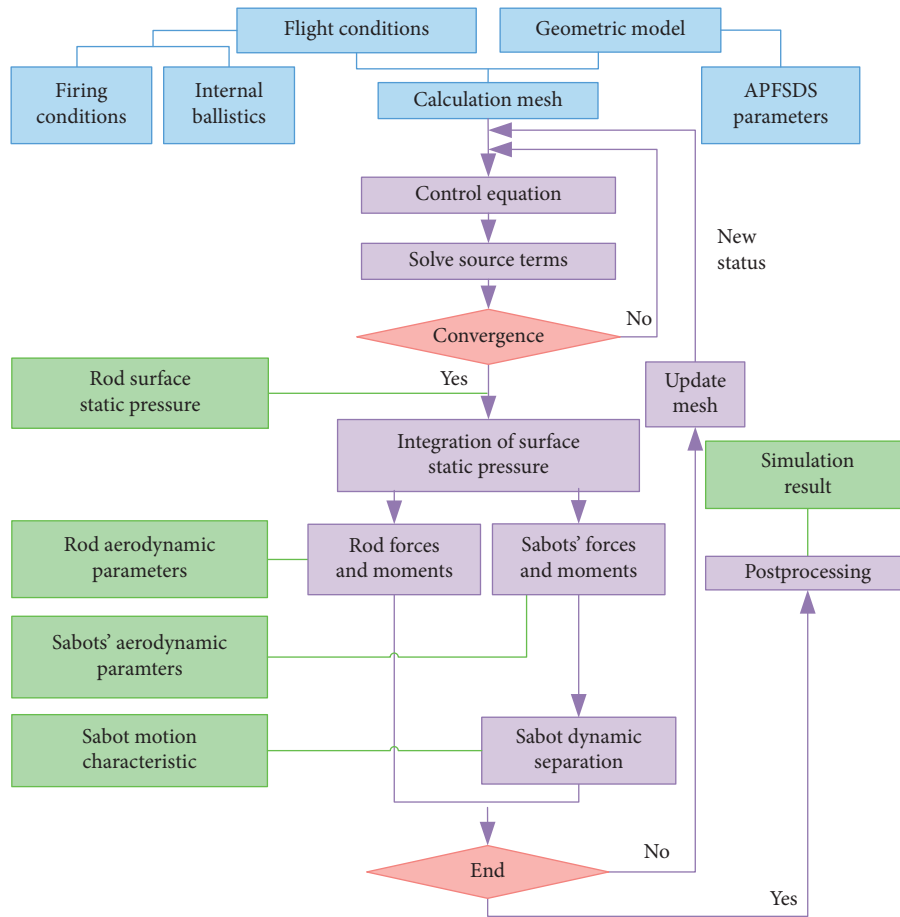 Flight conditions
Geometric model
Firing
conditions
Internal
ballistics
Calculation mesh
APFSDS
parameters
Control equation
Solve source terms
New
status
No
Convergence
Yes
Rod surface
static pressure
Update
mesh
Integration of surface
static pressure
Simulation
result
Rod aerodynamic
parameters
Rod forces
and moments
Sabots' forces
and moments
Postprocessing
Sabots' aerodynamic
paramters
Sabot motion
characteristic
Sabot dynamic
separation
No
End
Yes